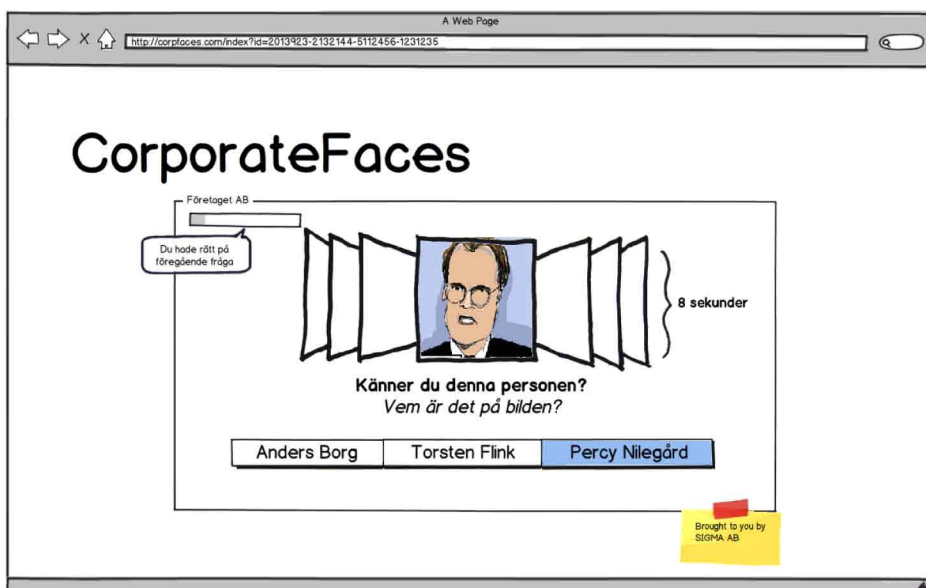 A Web Page
http://corpfaces.com/index?id=2013923-2132144-5112456-1231235
CorporateFaces
Företaget AB
Du hade rätt på
föregående fråga
8 sekunder
Känner du denna personen?
Vem är det på bilden?
Anders Borg
Torsten Flink
Percy Nilegård
Brought to you by
SIGMA AB